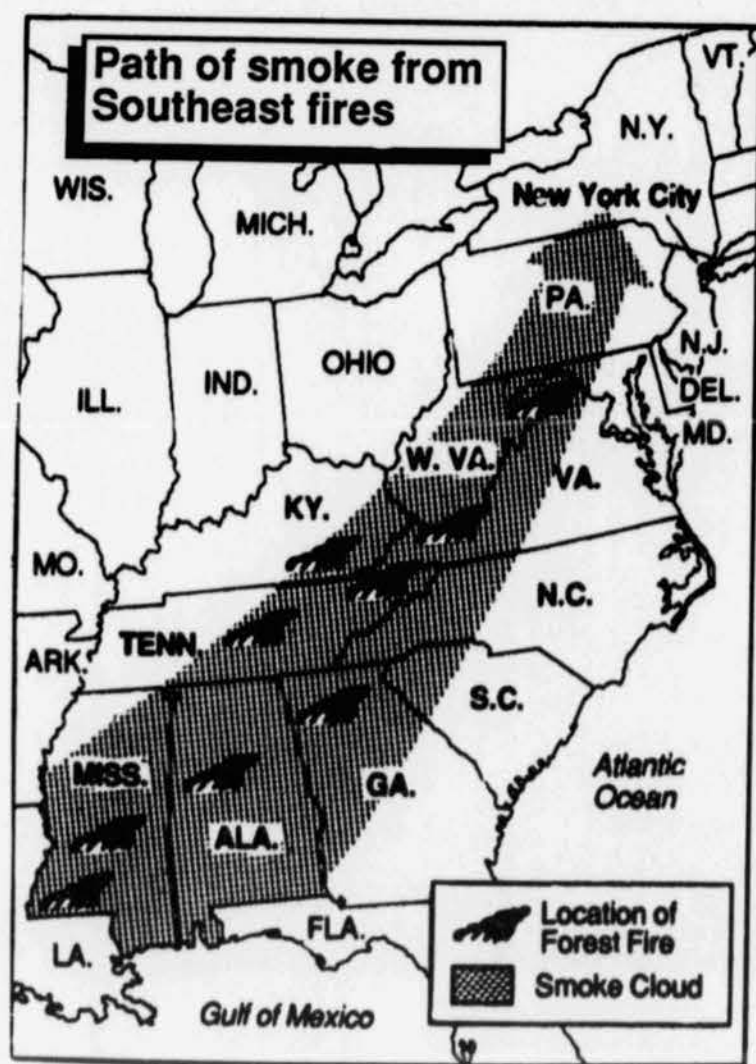 Path of smoke from
Southeast fires
VT.
N.Y.
WIS.
MICH.
New York City
PA.
OHIO
N.J.
IND.
ILL.
DEL.
MD.
W. VA.
VA.
KY.
MO.
N.C.
TENN.
ARK.
S.C.
MISS.
GA.
Atlantic
Ocean
ALA.
FLA.
LA.
Gulf of Mexico
Location of
Forest Fire
Smoke Cloud